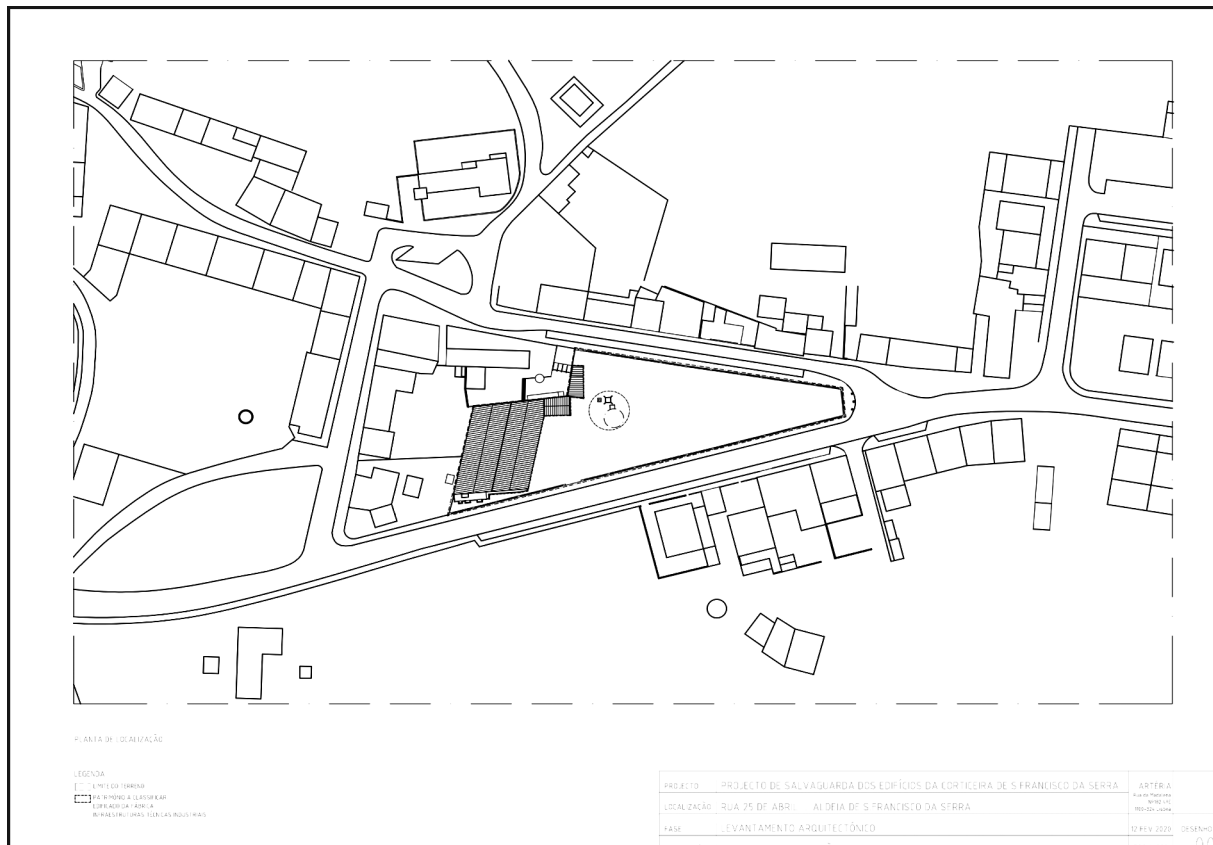 PLANTA DE LOCALIZAÇÃO
LEGENDA
LIMITE DO TERRENO
PATRIMÓNIO A CLASSIFICAR
EDIFICADO DA FÁBRICA
INFRAESTRUTURAS TÉCNICAS INDUSTRIAIS
PROJECTO PROJECTO DE SALVAGUARDA DOS EDIFÍCIOS DA CORTICEIRA DE S FRANCISCO DA SERRA ARTERIA
LOCALIZAÇÃO RUA 25 DE ABRIL ALDEIA DE S FRANCISCO DA SERRA
FASE LEVANTAMENTO ARQUITECTÓNICO 12 FEV 2020 DESENHO